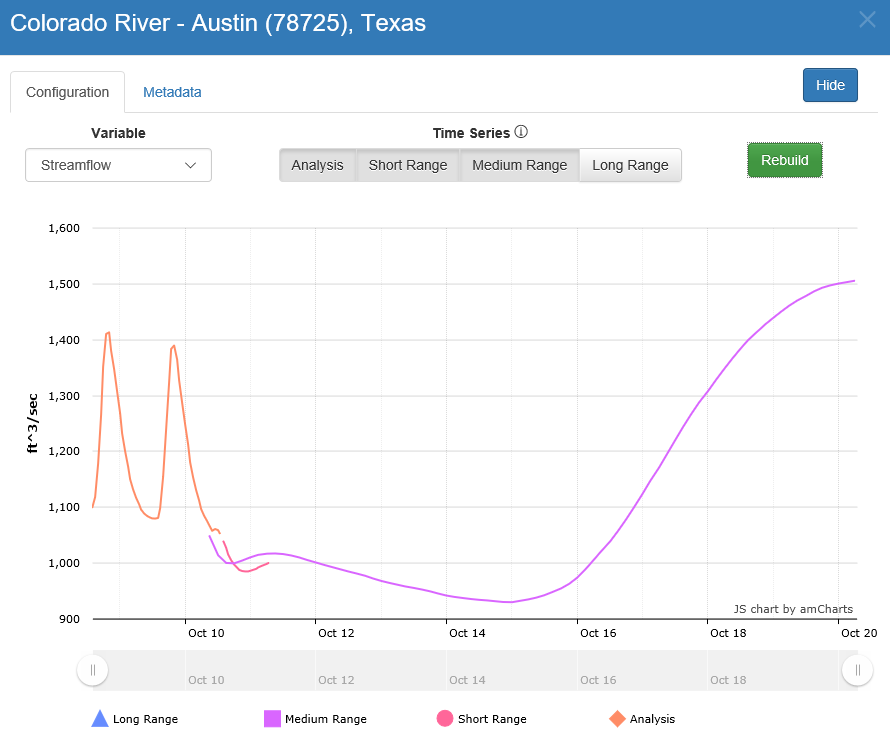 Colorado River - Austin (78725), Texas
Configuration Metadata Hide
Variable Time Series ⓘ
Streamflow Analysis Short Range Medium Range Long Range Rebuild
1,600
1,500
1,400
1,300
1,200
1,100
1,000
900
ft^3/sec
JS chart by amCharts
Oct 10 Oct 12 Oct 14 Oct 16 Oct 18 Oct 20
Oct 10 Oct 12 Oct 14 Oct 16 Oct 18
Long Range Medium Range Short Range Analysis